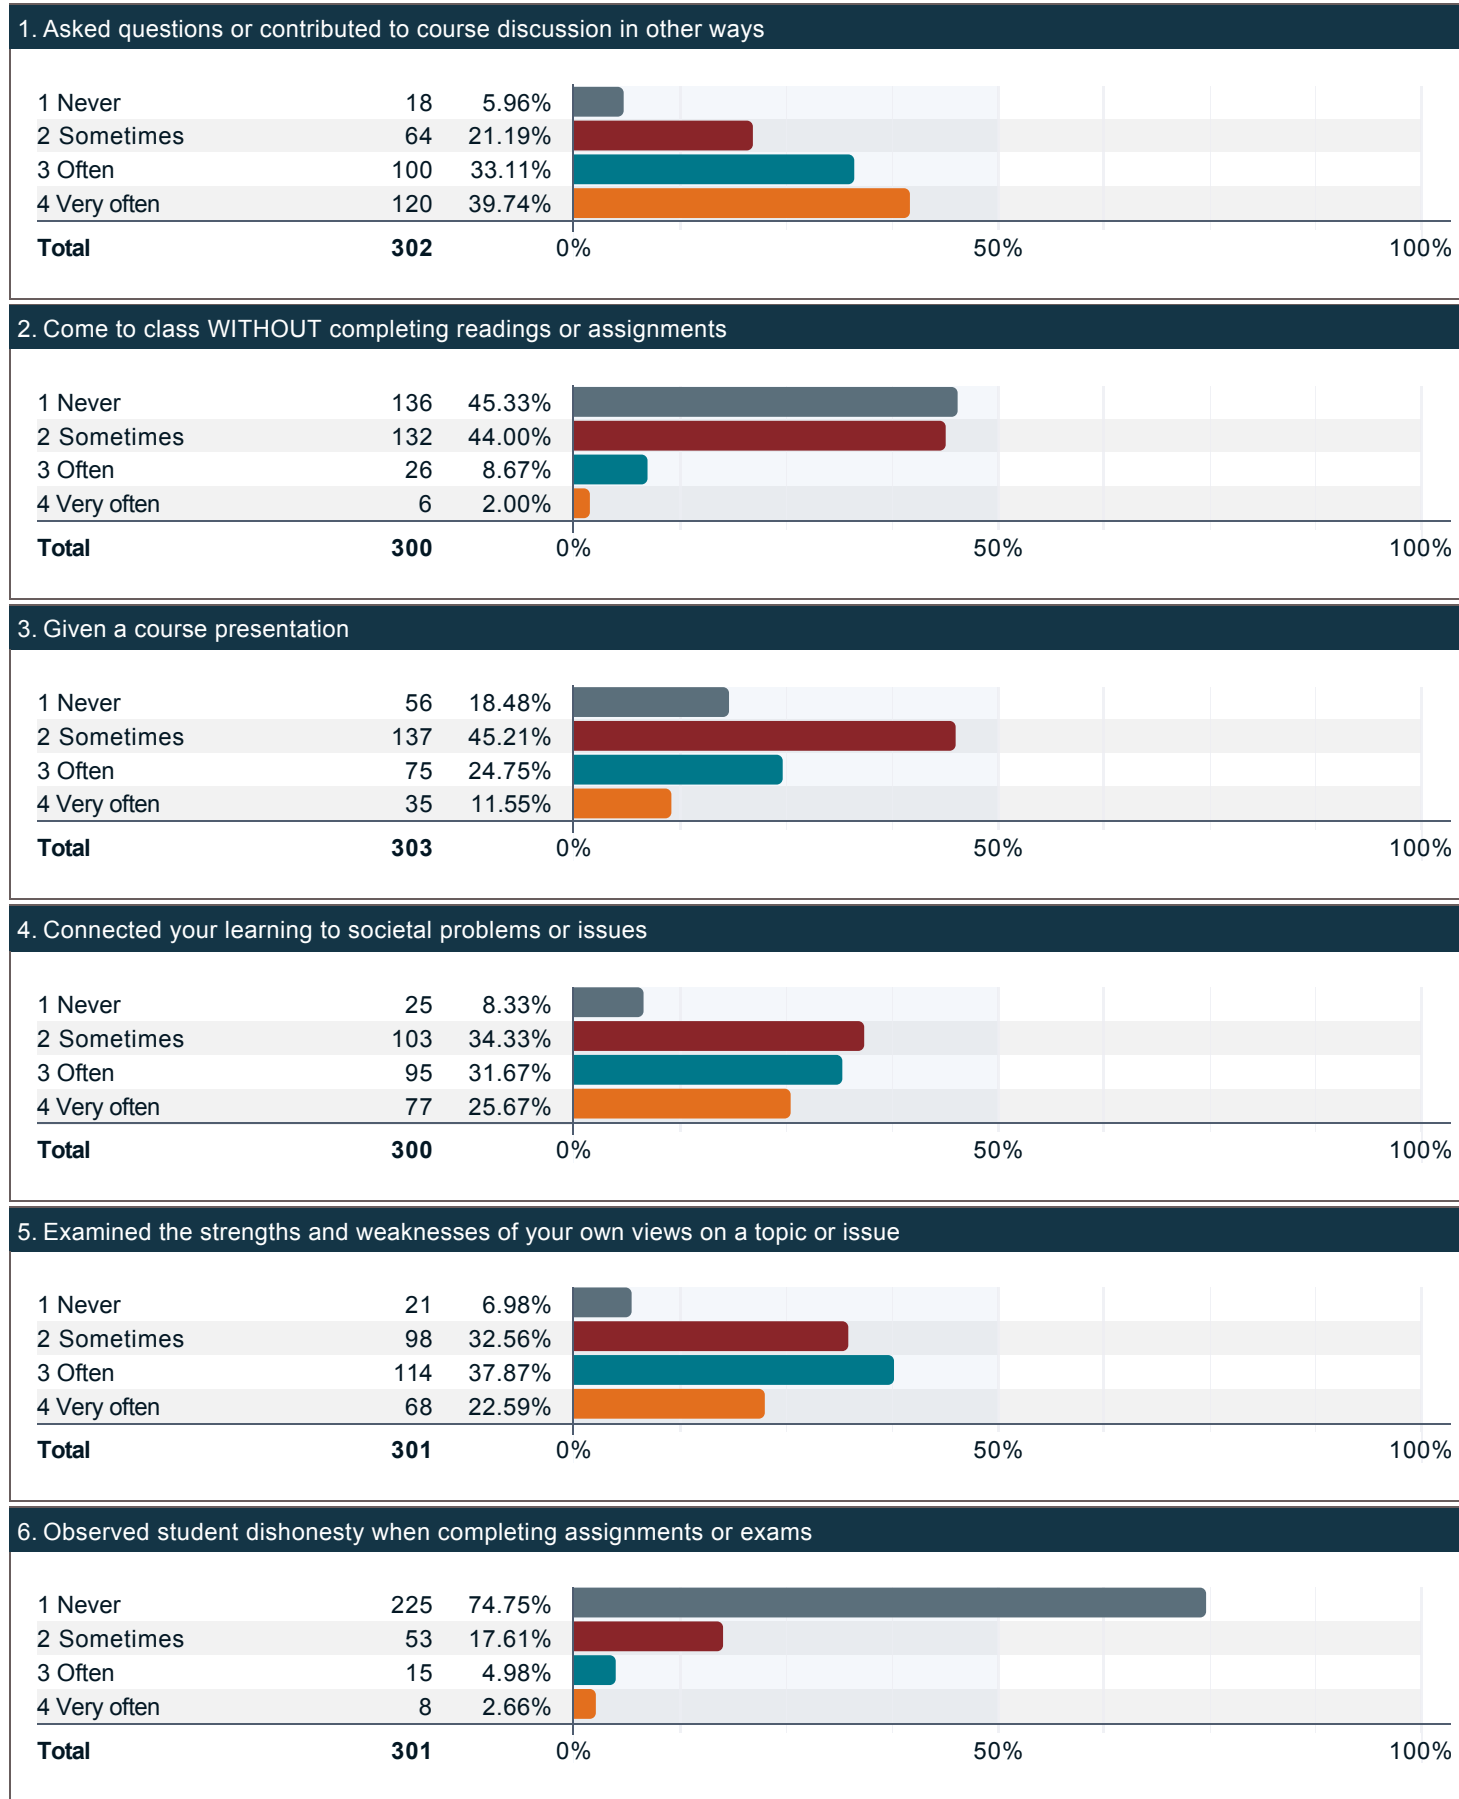 1. Asked questions or contributed to course discussion in other ways
1 Never 18 5.96%
2 Sometimes 64 21.19%
3 Often 100 33.11%
4 Very often 120 39.74%
Total 302 0% 50% 100%
2. Come to class WITHOUT completing readings or assignments
1 Never 136 45.33%
2 Sometimes 132 44.00%
3 Often 26 8.67%
4 Very often 6 2.00%
Total 300 0% 50% 100%
3. Given a course presentation
1 Never 56 18.48%
2 Sometimes 137 45.21%
3 Often 75 24.75%
4 Very often 35 11.55%
Total 303 0% 50% 100%
4. Connected your learning to societal problems or issues
1 Never 25 8.33%
2 Sometimes 103 34.33%
3 Often 95 31.67%
4 Very often 77 25.67%
Total 300 0% 50% 100%
5. Examined the strengths and weaknesses of your own views on a topic or issue
1 Never 21 6.98%
2 Sometimes 98 32.56%
3 Often 114 37.87%
4 Very often 68 22.59%
Total 301 0% 50% 100%
6. Observed student dishonesty when completing assignments or exams
1 Never 225 74.75%
2 Sometimes 53 17.61%
3 Often 15 4.98%
4 Very often 8 2.66%
Total 301 0% 50% 100%